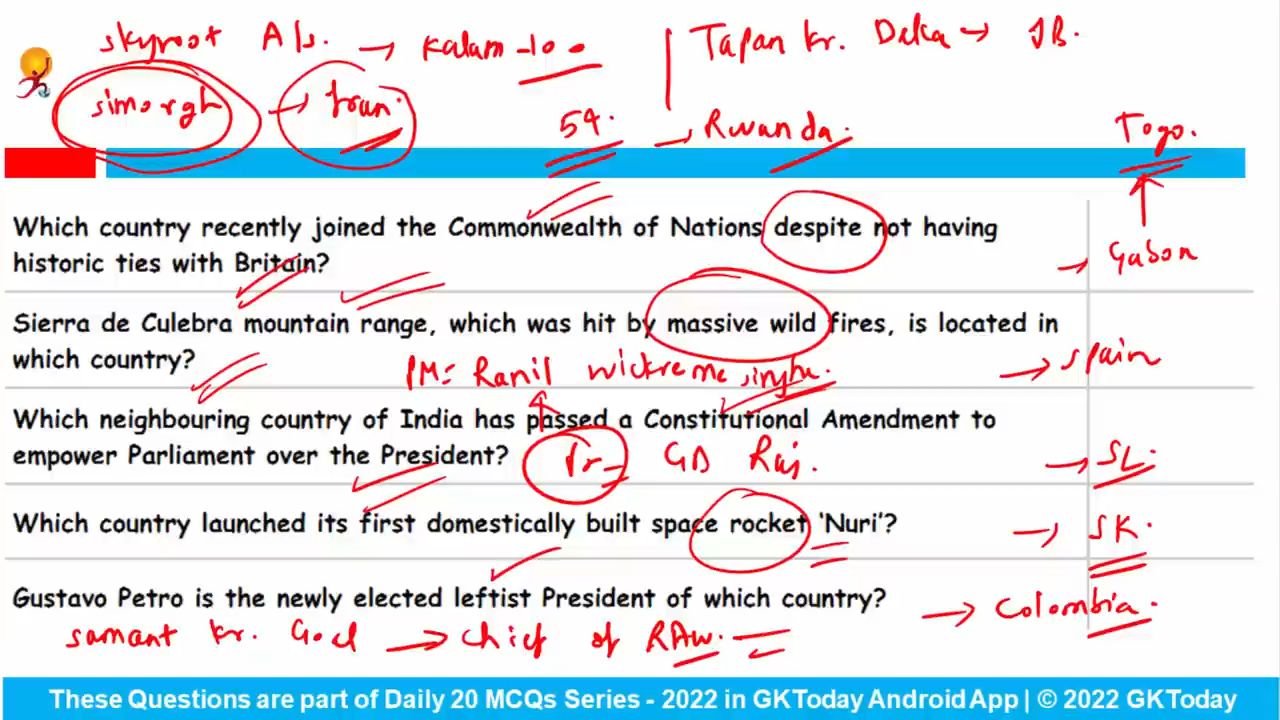 skyroot A/s. → Kalam-100 | Tapan kr. Deka → IB.
simorgh → Iran.
54. → Rwanda.
Togo.
Which country recently joined the Commonwealth of Nations despite not having
historic ties with Britain?
→ Gabon
Sierra de Culebra mountain range, which was hit by massive wild fires, is located in
which country?
→ Spain
PM: Ranil wickreme singhe.
Which neighbouring country of India has passed a Constitutional Amendment to
empower Parliament over the President?
Pr- GB Raj.
→ SL.
Which country launched its first domestically built space rocket ‘Nuri’?
→ SK.
Gustavo Petro is the newly elected leftist President of which country?
→ Colombia.
samant kr. Goel → chief of RAW.
These Questions are part of Daily 20 MCQs Series - 2022 in GKToday Android App | © 2022 GKToday